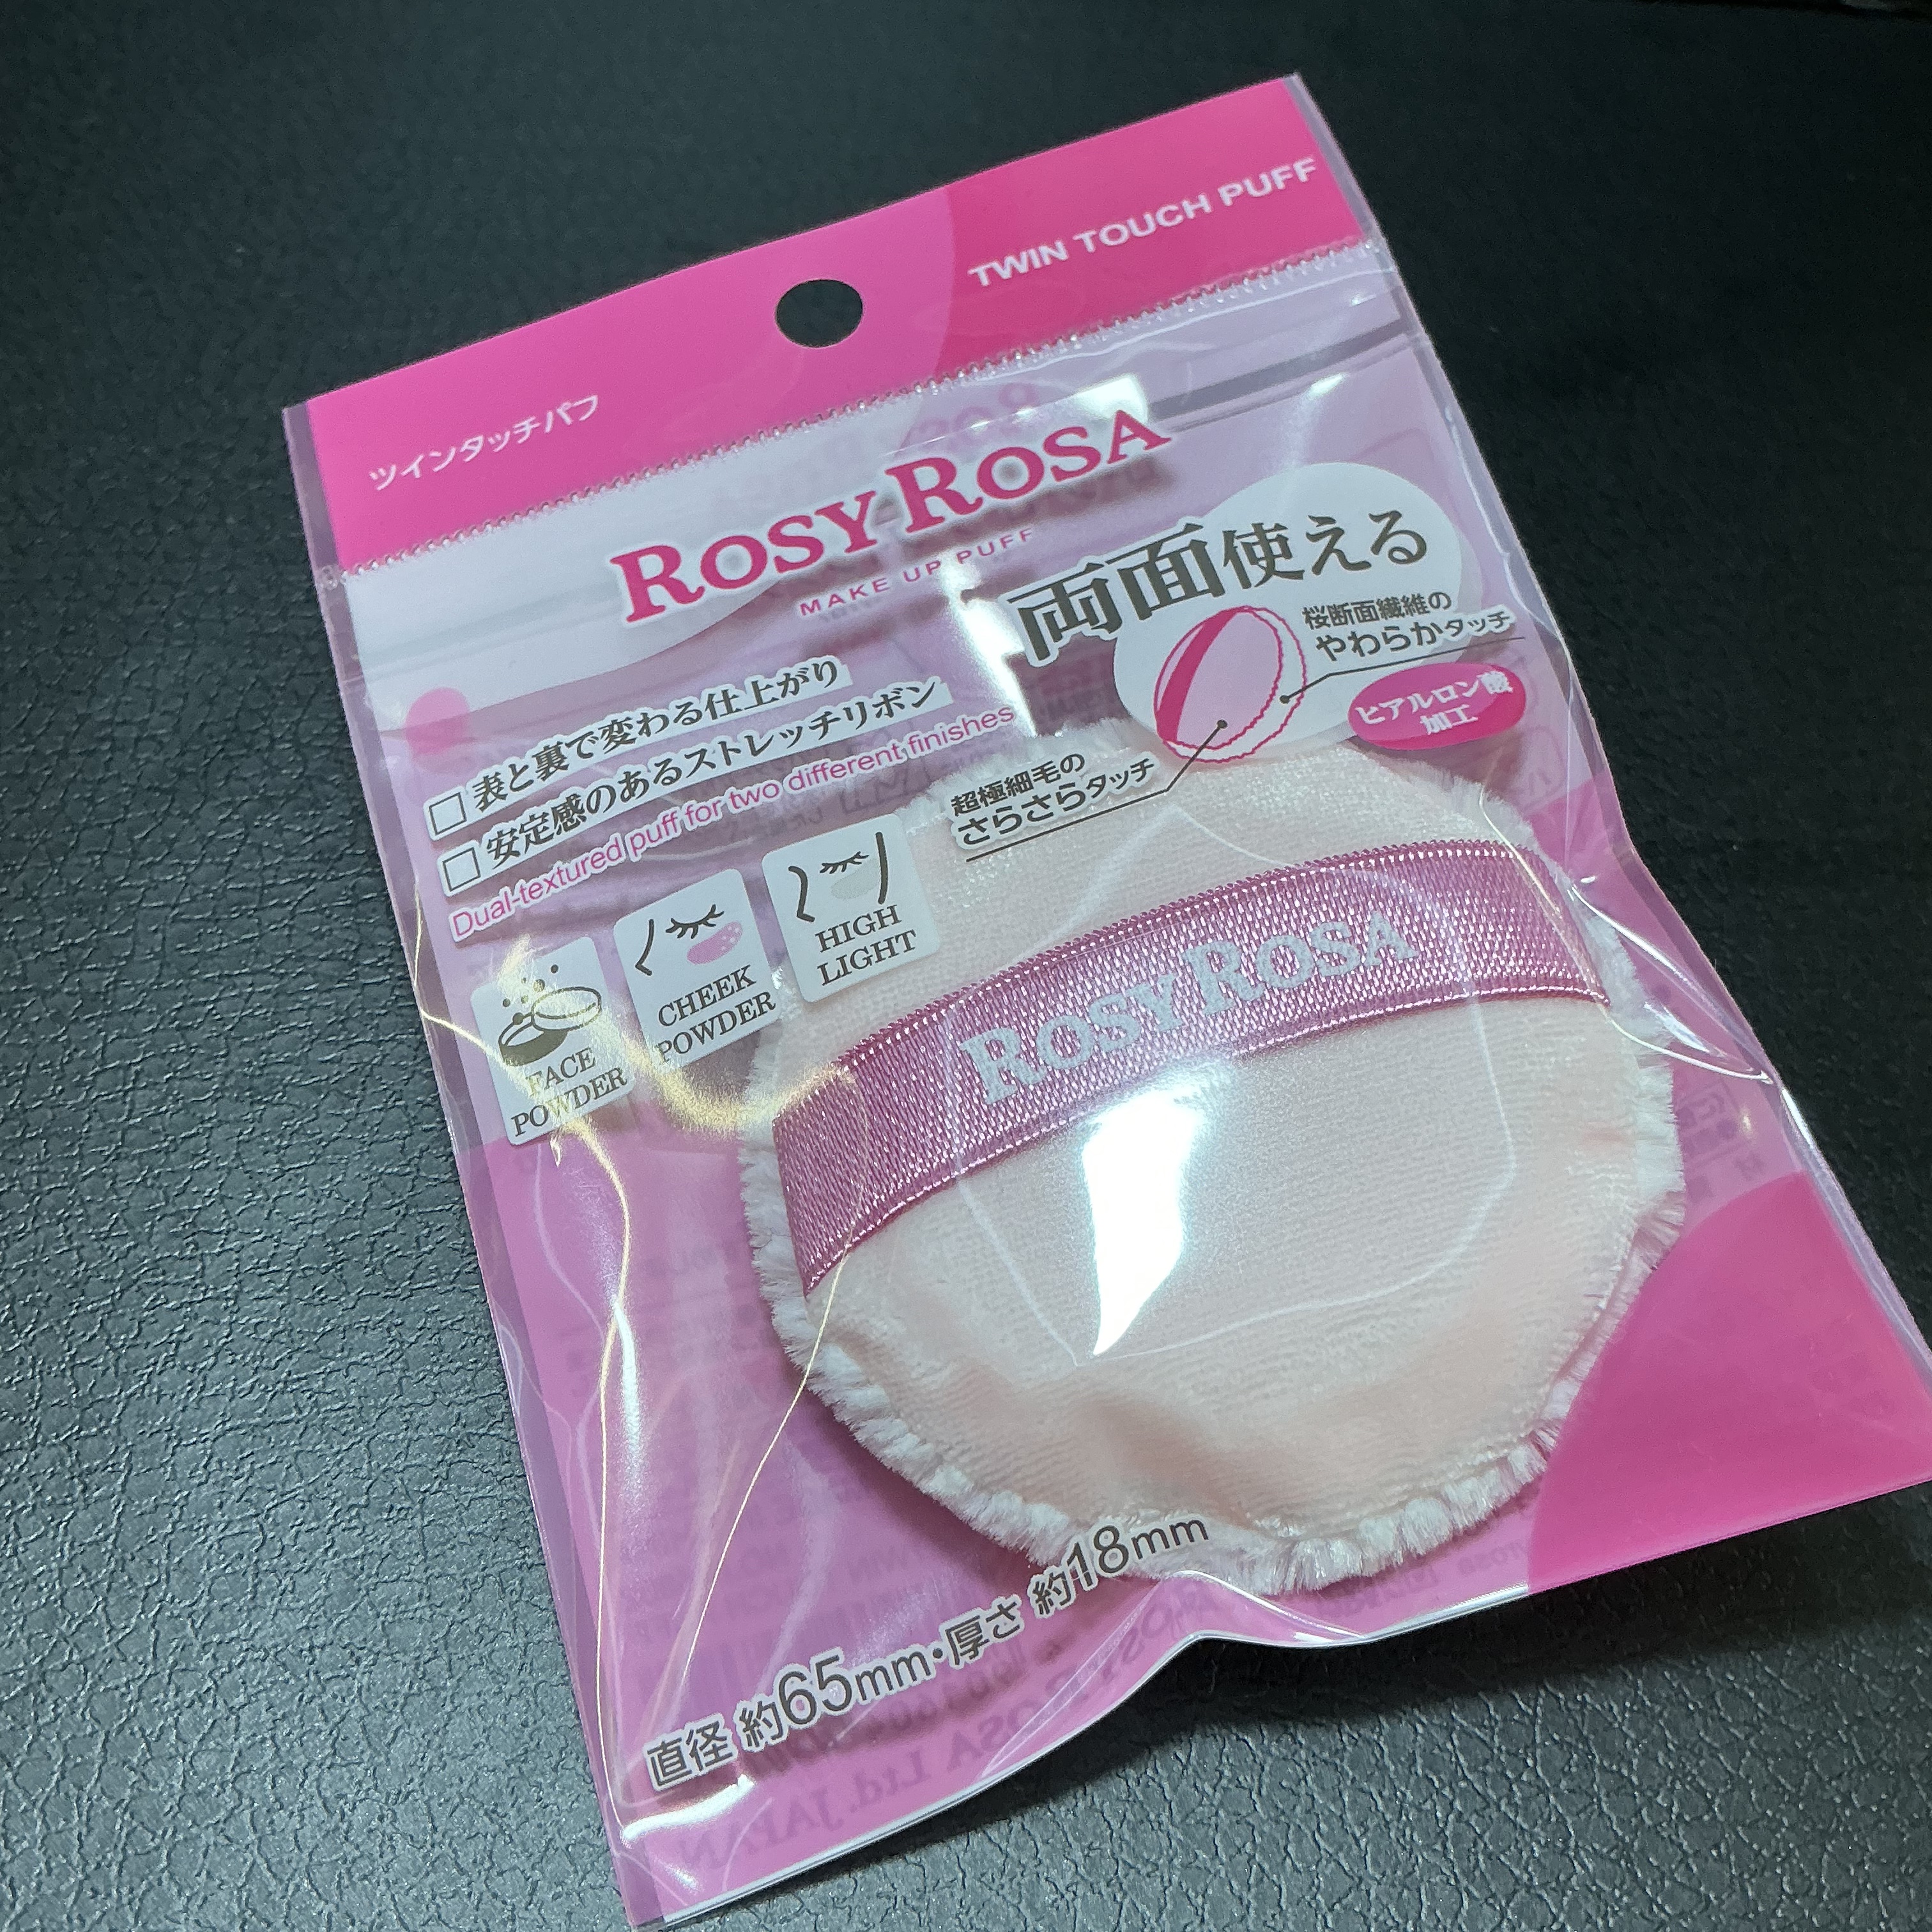 ツインタッチパフ
TWIN TOUCH PUFF
ROSY ROSA
MAKE UP PUFF
両面使える
桜断面繊維の
やわらかタッチ
ヒアルロン酸
加工
超極細毛の
さらさらタッチ
□ 表と裏で変わる仕上がり
□ 安定感のあるストレッチリボン
Dual-textured puff for two different finishes
FACE
POWDER
CHEEK
POWDER
HIGH
LIGHT
ROSY ROSA
直径 約65mm・厚さ 約18mm